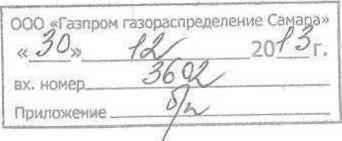 ООО «Газпром газораспределение Самара»
«30» 12 2013 г.
вх. номер 3602
Приложение б/н